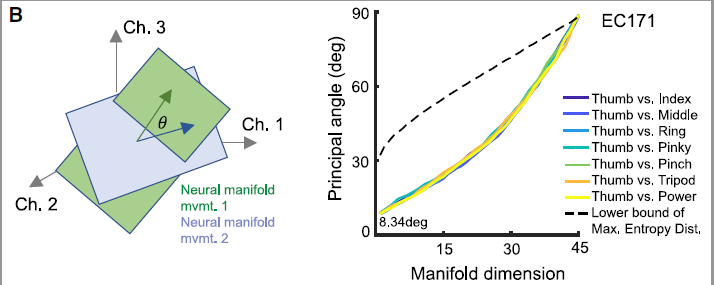 B
Ch. 3
θ
Ch. 1
Ch. 2
Neural manifold
mvmt. 1
Neural manifold
mvmt. 2
Principal angle (deg)
90
60
30
0
8.34deg
15
30
45
Manifold dimension
EC171
Thumb vs. Index
Thumb vs. Middle
Thumb vs. Ring
Thumb vs. Pinky
Thumb vs. Pinch
Thumb vs. Tripod
Thumb vs. Power
Lower bound of
Max. Entropy Dist.